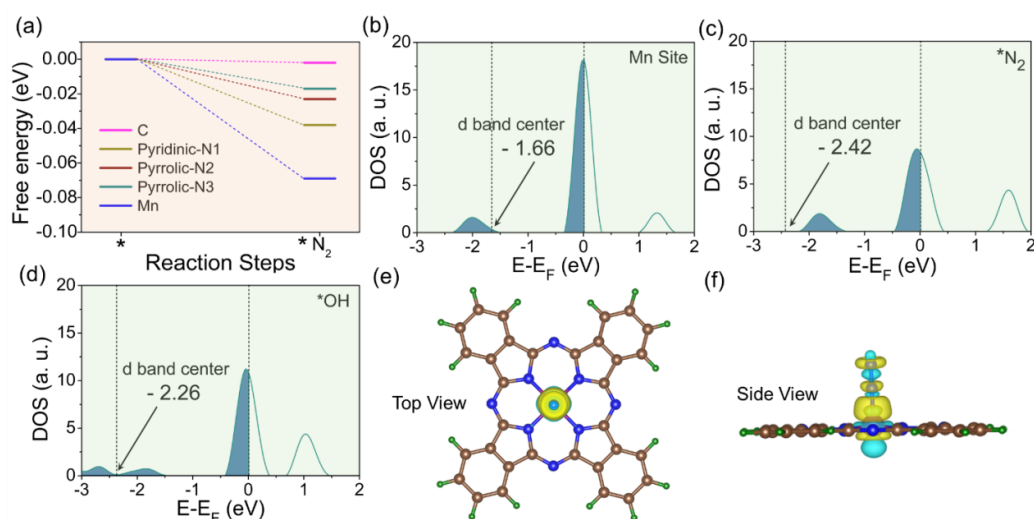 (a)
0.00
-0.02
-0.04
-0.06
-0.08
-0.10
Free energy (eV)
C
Pyridinic-N1
Pyrrolic-N2
Pyrrolic-N3
Mn
*
* N2
Reaction Steps
(b)
20
15
10
5
0
DOS (a. u.)
Mn Site
d band center
- 1.66
-3
-2
-1
0
1
2
E-EF (eV)
(c)
20
15
10
5
0
DOS (a. u.)
*N2
d band center
- 2.42
-3
-2
-1
0
1
2
E-EF (eV)
(d)
20
15
10
5
0
DOS (a. u.)
*OH
d band center
- 2.26
-3
-2
-1
0
1
2
E-EF (eV)
(e)
Top View
(f)
Side View